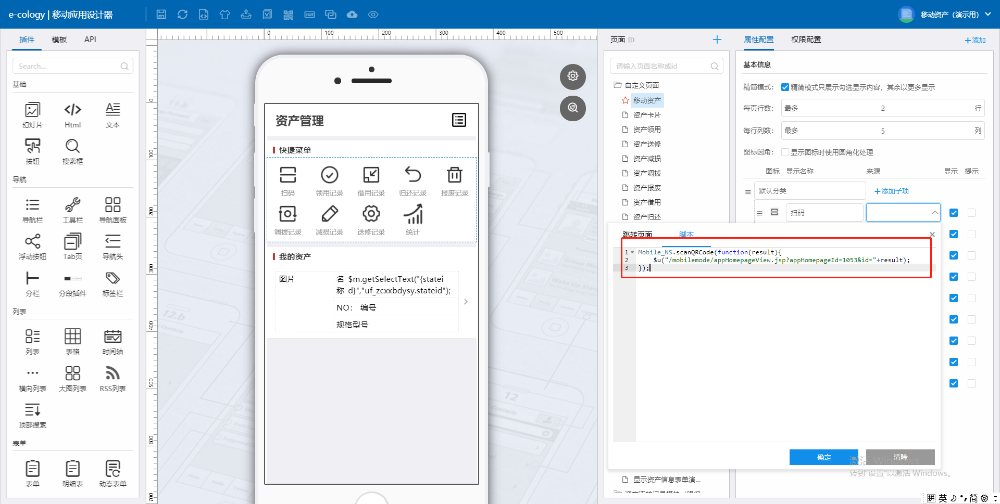 e-cology | 移动应用设计器
移动资产（演示用）
插件 模板 API
Search...
基础
幻灯片 Html 文本
按钮 搜索框
导航
导航栏 工具栏 导航面板
浮动按钮 Tab页 导航头
分栏 分段插件 标签栏
列表
列表 表格 时间轴
横向列表 大图列表 RSS列表
顶部搜索
表单
表单 明细表 动态表单
0 100 200 300 400 500
0
100
200
300
400
500
600
700
资产管理
快捷菜单
扫码 领用记录 借用记录 归还记录 报废记录
调拨记录 减损记录 送修记录 统计
我的资产
图片
名称 $m.getSelectText("{statei
d}","uf_zcxxbdysy.stateid");
NO： 编号
规格型号
页面 ID
请输入页面名称或id
自定义页面
移动资产
资产卡片
资产领用
资产送修
资产减损
资产调拨
资产报废
资产借用
资产归还
显示资产信息表单演...
属性配置 权限配置 +添加
基本信息
精简模式： 精简模式只展示勾选显示内容，其余以更多显示
每页行数： 最多 2 行
每行列数： 最多 5 列
图标圆角： 显示图标时使用圆角化处理
图标 显示名称 来源 显示 提示
默认分类 +添加子项
扫码
跳转页面 脚本
1 Mobile_NS.scanQRCode(function(result){
2 $u("/mobilemode/appHomepageView.jsp?appHomepageId=1053&id="+result);
3 });
确定 清除
激活 Windows
转到"设置"以激活 Windows。
拼 英 简